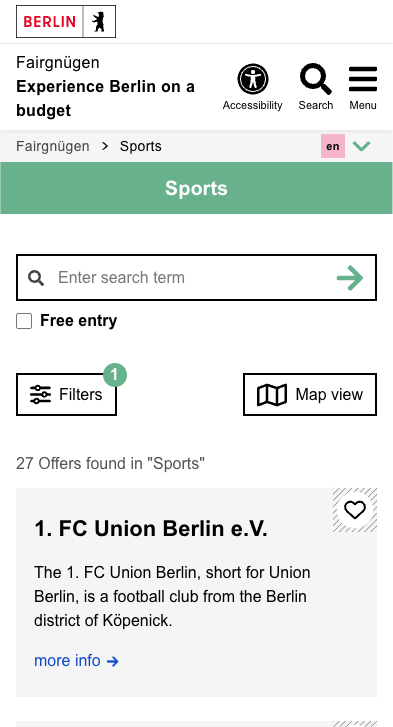 BERLIN
Fairgnügen
Experience Berlin on a
budget
Accessibility
Search
Menu
Fairgnügen > Sports
en
Sports
Enter search term
Free entry
Filters
1
Map view
27 Offers found in "Sports"
1. FC Union Berlin e.V.
The 1. FC Union Berlin, short for Union
Berlin, is a football club from the Berlin
district of Köpenick.
more info